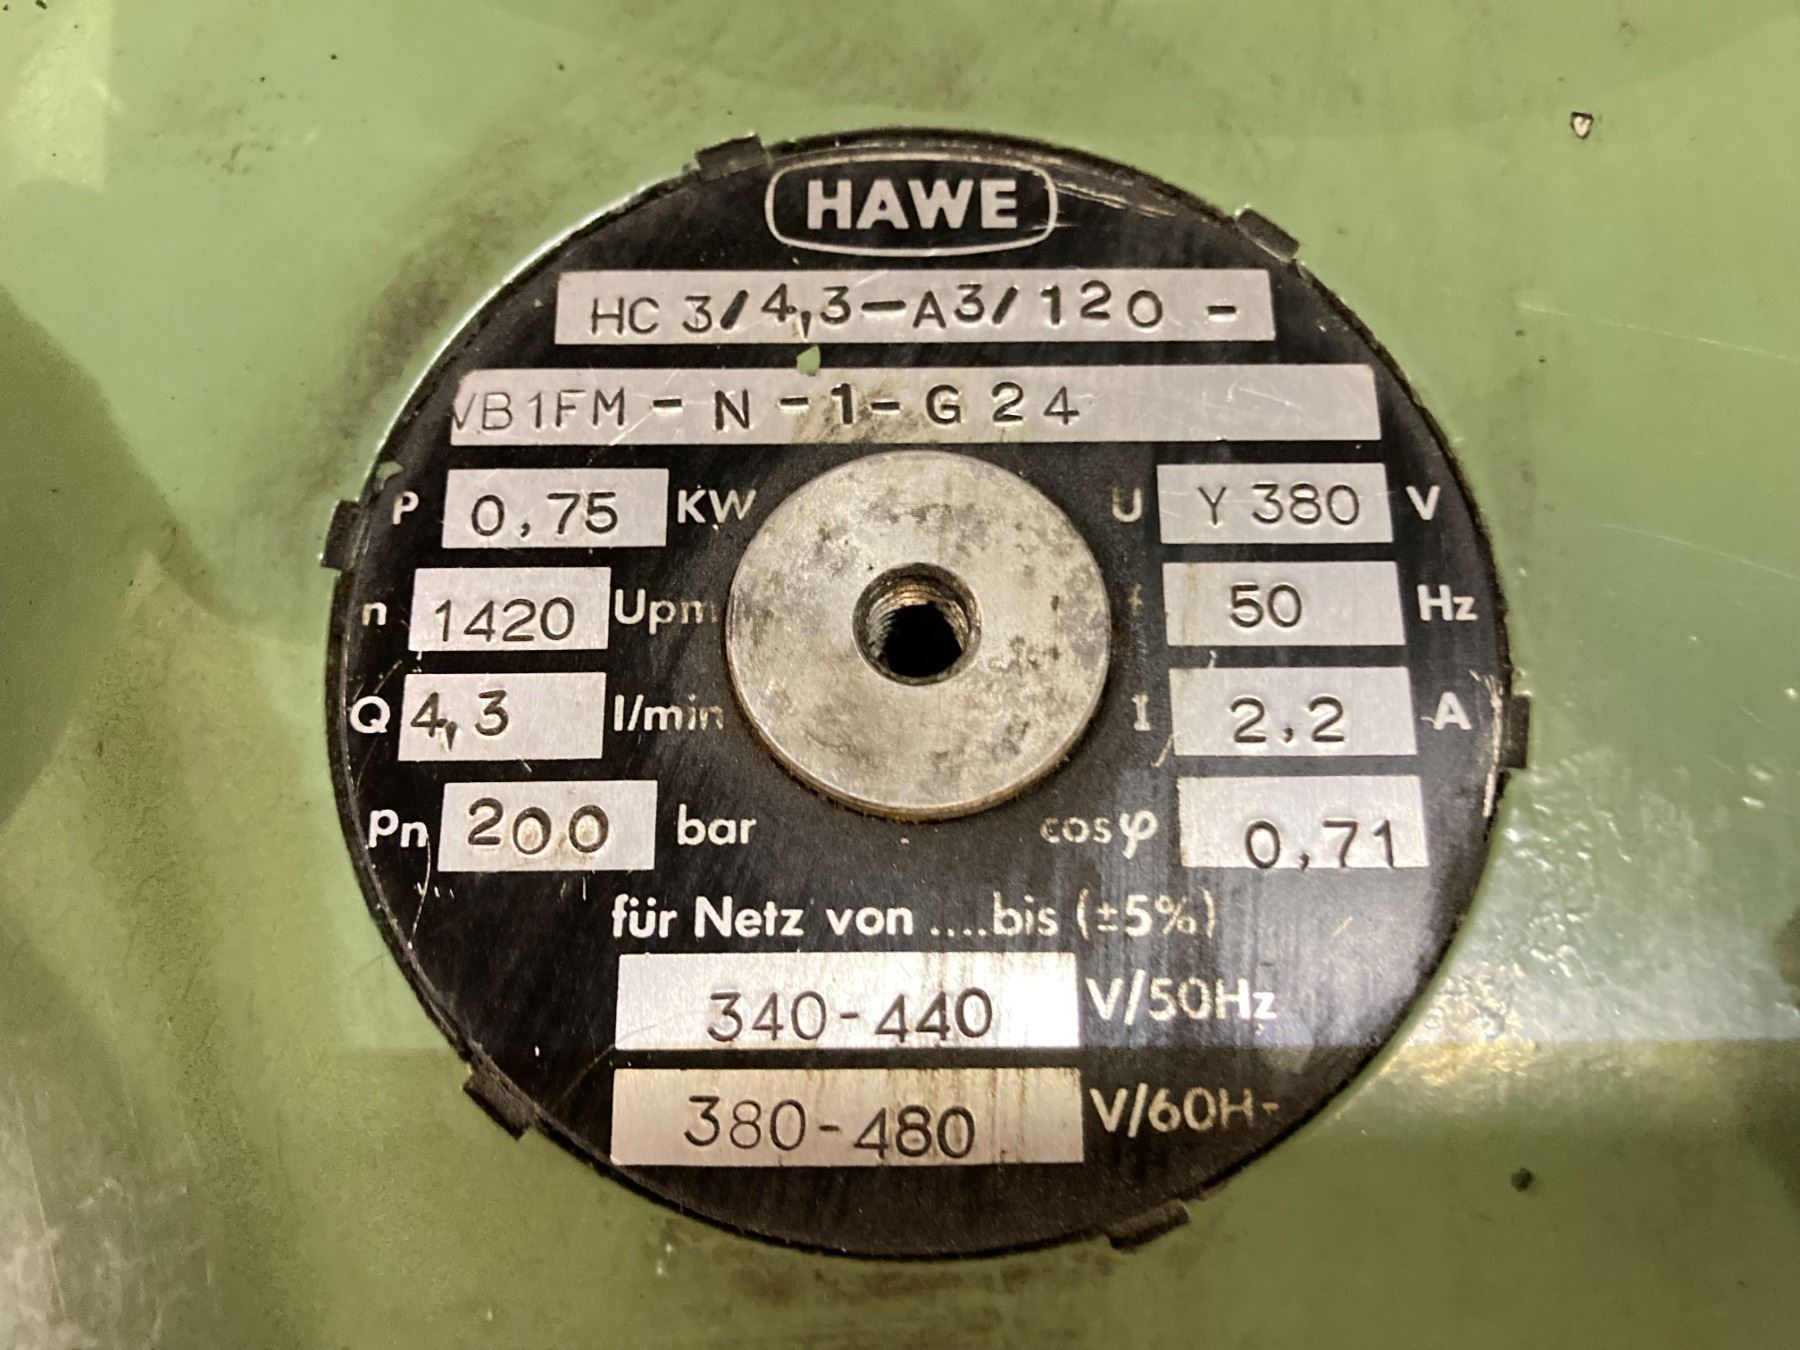 HAWE
HC 3/4,3-A3/120 -
VB1FM - N - 1 - G 24
P 0,75 KW U Y 380 V
n 1420 Upm f 50 Hz
Q 4,3 l/min I 2.2 A
Pn 200 bar cosφ 0,71
für Netz von ....bis (±5%)
340-440 V/50Hz
380-480 V/60H